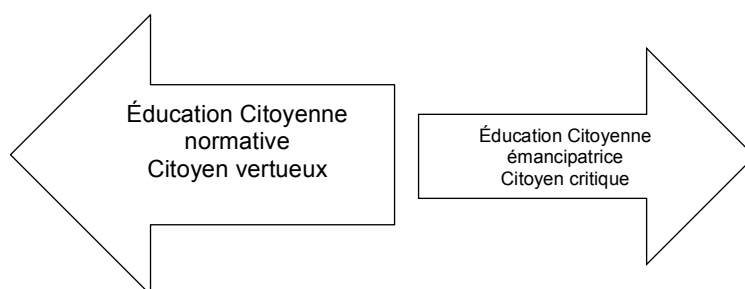 Éducation Citoyenne
normative
Citoyen vertueux
Éducation Citoyenne
émancipatrice
Citoyen critique